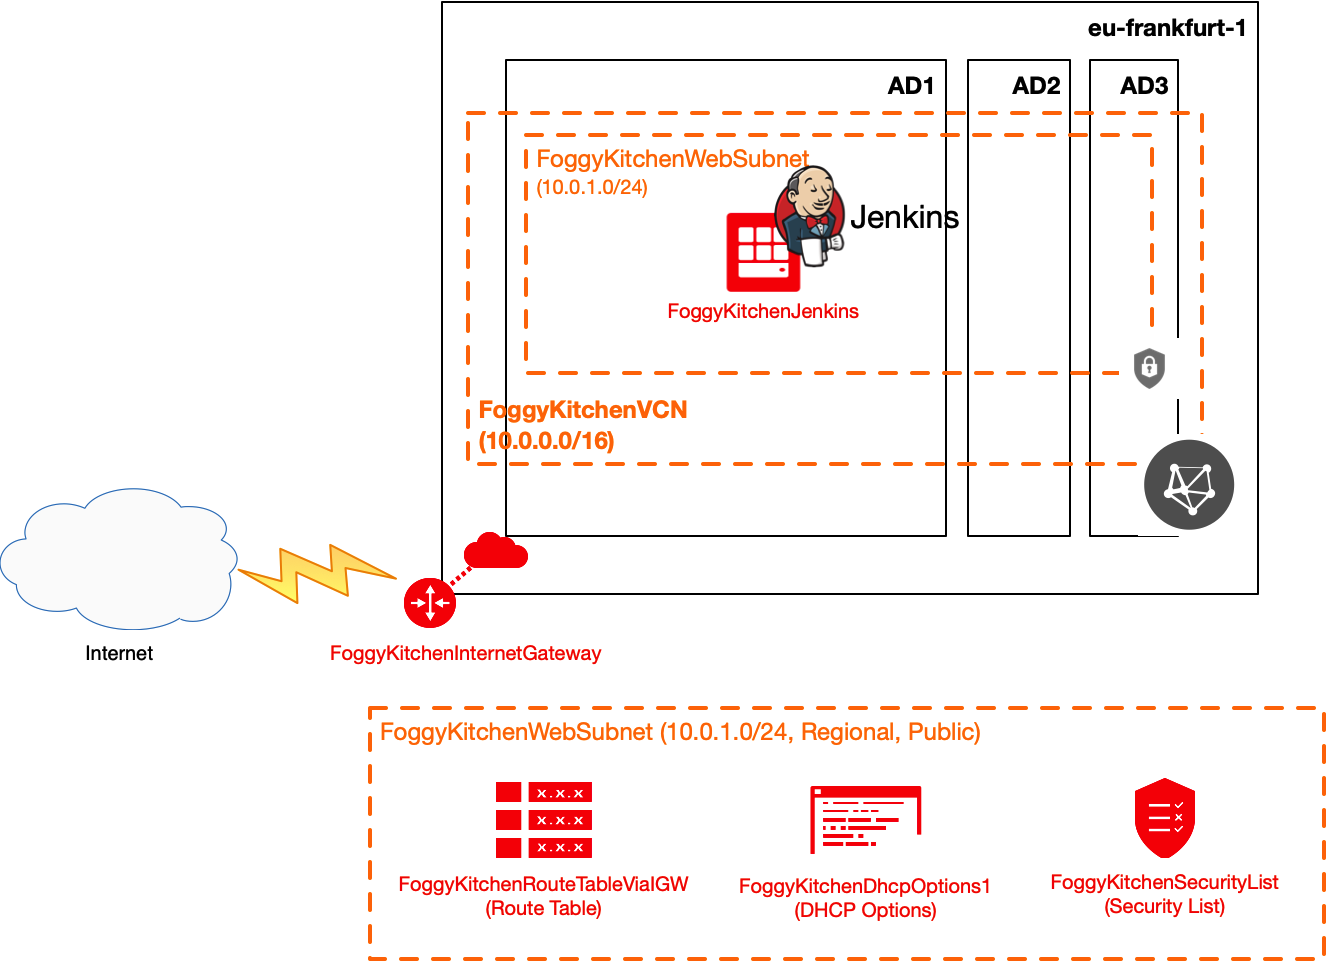 eu-frankfurt-1
AD1
AD2
AD3
FoggyKitchenWebSubnet
(10.0.1.0/24)
Jenkins
FoggyKitchenJenkins
FoggyKitchenVCN
(10.0.0.0/16)
Internet
FoggyKitchenInternetGateway
FoggyKitchenWebSubnet (10.0.1.0/24, Regional, Public)
x.x.x
x.x.x
x.x.x
FoggyKitchenRouteTableViaIGW
(Route Table)
FoggyKitchenDhcpOptions1
(DHCP Options)
FoggyKitchenSecurityList
(Security List)